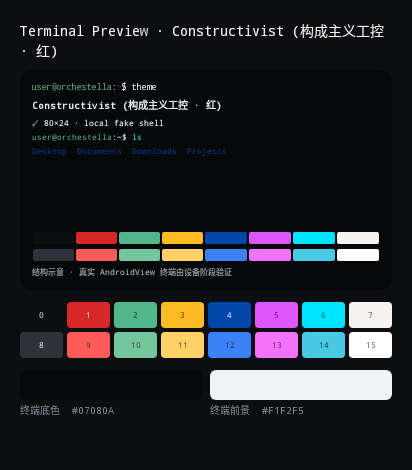 Terminal Preview · Constructivist (构成主义工控
· 红)
user@orchestella: $ theme
Constructivist (构成主义工控 · 红)
✓ 80×24 · local fake shell
user@orchestella:~$ ls
Desktop Documents Downloads Projects
结构示意 · 真实 AndroidView 终端由设备阶段验证
0 1 2 3 4 5 6 7
8 9 10 11 12 13 14 15
终端底色 #07080A 终端前景 #F1F2F5